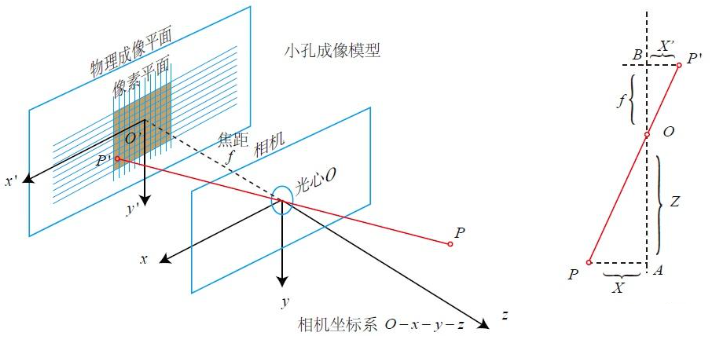 小孔成像模型
物理成像平面
像素平面
O'
P'
x'
y'
焦距
f
相机
光心O
P
x
y
z
相机坐标系 O-x-y-z
B
X'
P'
f
O
Z
P
X
A